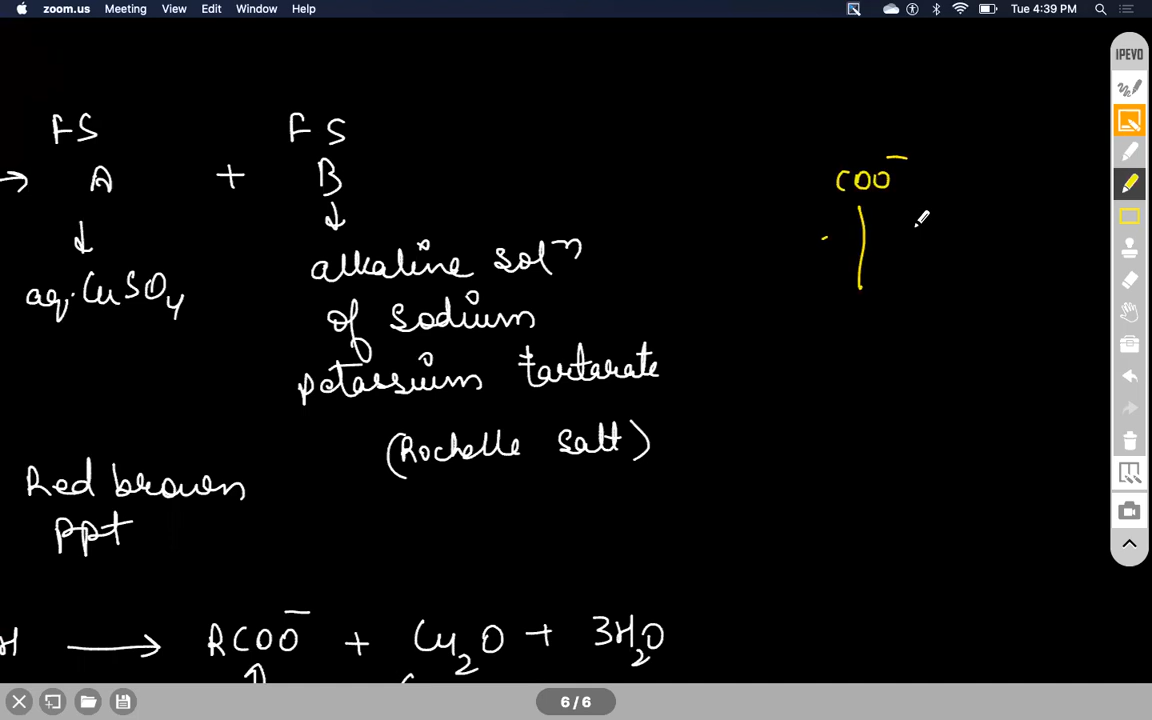 zoom.us Meeting View Edit Window Help Tue 4:39 PM
IPEVO
FS FS
A + B
COO⁻
↓ ↓
aq. CuSO₄
alkaline solⁿ
of sodium
potassium tartarate
(Rochelle salt)
Red brown
ppt
H → RCOO⁻ + Cu₂O + 3H₂O
6/6